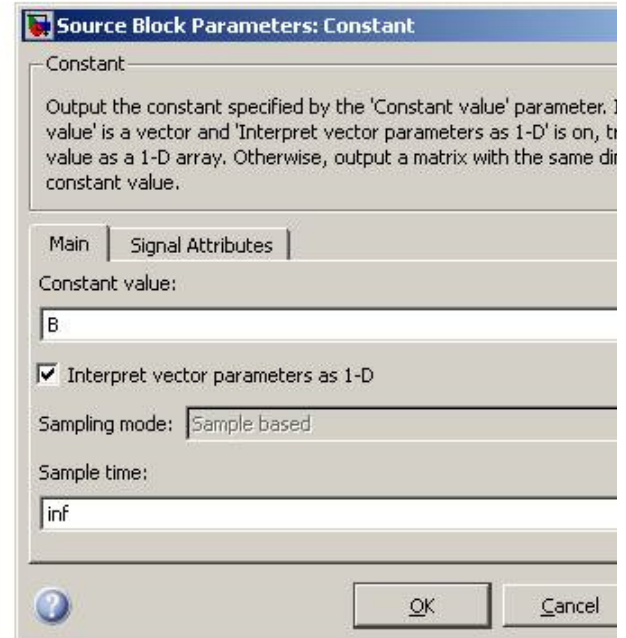 Source Block Parameters: Constant
Constant
Output the constant specified by the 'Constant value' parameter.
value' is a vector and 'Interpret vector parameters as 1-D' is on,
value as a 1-D array. Otherwise, output a matrix with the same
constant value.
Main
Signal Attributes
Constant value:
B
Interpret vector parameters as 1-D
Sampling mode: Sample based
Sample time:
inf
?
OK
Cancel